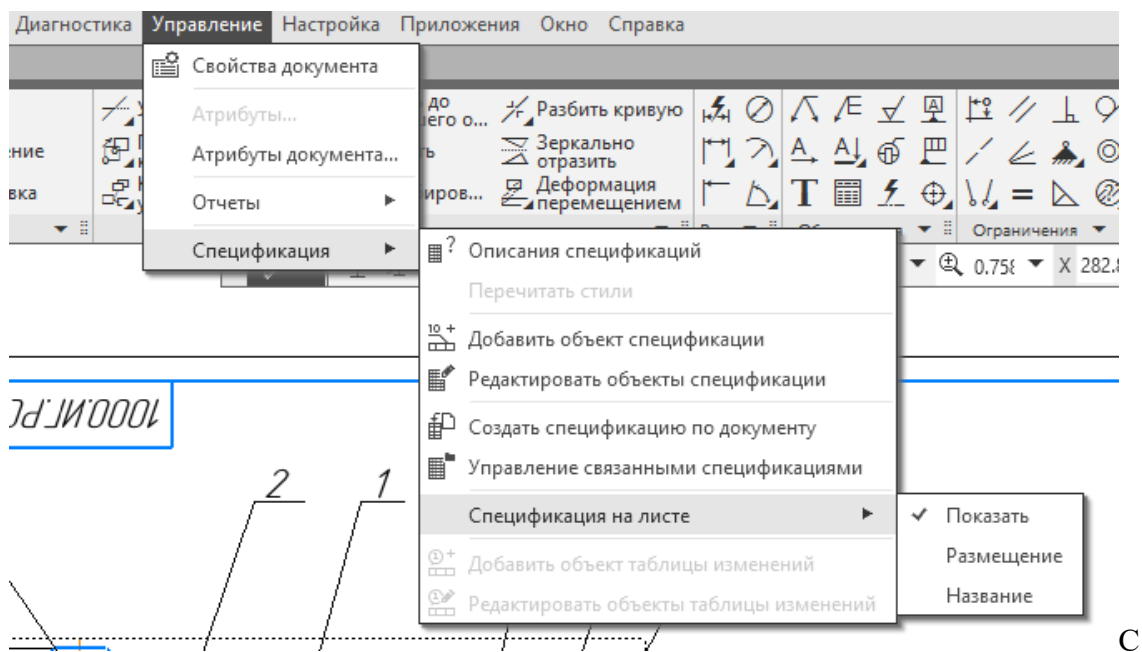 Диагностика Управление Настройка Приложения Окно Справка
Свойства документа
Атрибуты...
Атрибуты документа...
Отчеты
Спецификация
до
Разбить кривую
Зеркально
отразить
Деформация
перемещением
Ограничения
0.758 X 282.8
Описания спецификаций
Перечитать стили
Добавить объект спецификации
Редактировать объекты спецификации
Создать спецификацию по документу
Управление связанными спецификациями
Спецификация на листе
Добавить объект таблицы изменений
Редактировать объекты таблицы изменений
Показать
Размещение
Название
2 1
С